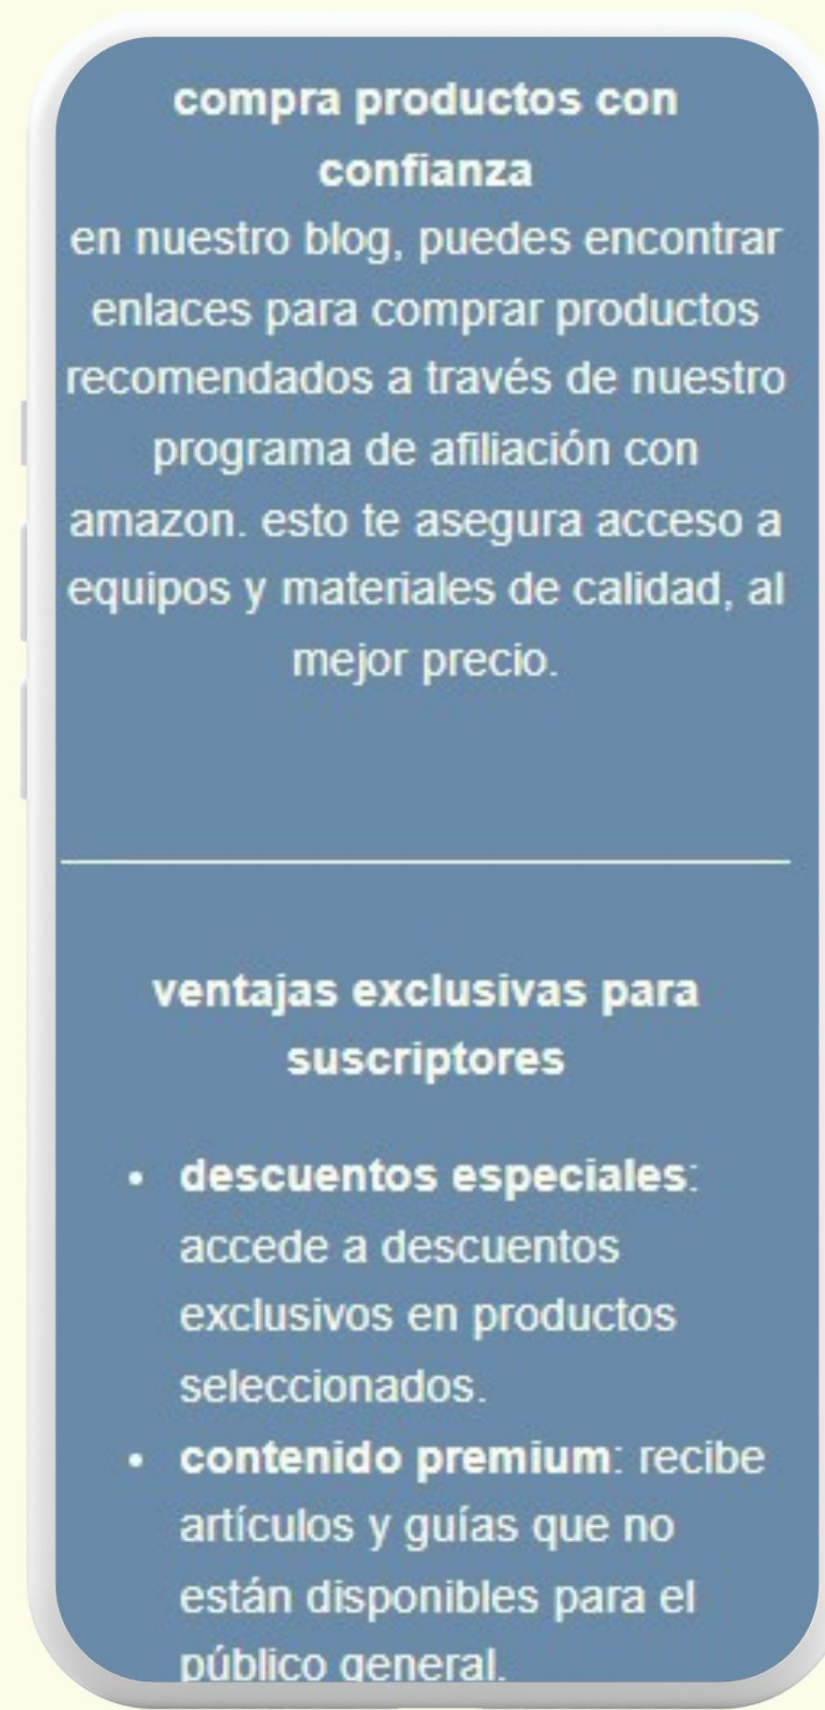 compra productos con
confianza
en nuestro blog, puedes encontrar
enlaces para comprar productos
recomendados a través de nuestro
programa de afiliación con
amazon. esto te asegura acceso a
equipos y materiales de calidad, al
mejor precio.
ventajas exclusivas para
suscriptores
• descuentos especiales:
accede a descuentos
exclusivos en productos
seleccionados.
• contenido premium: recibe
artículos y guías que no
están disponibles para el
público general.